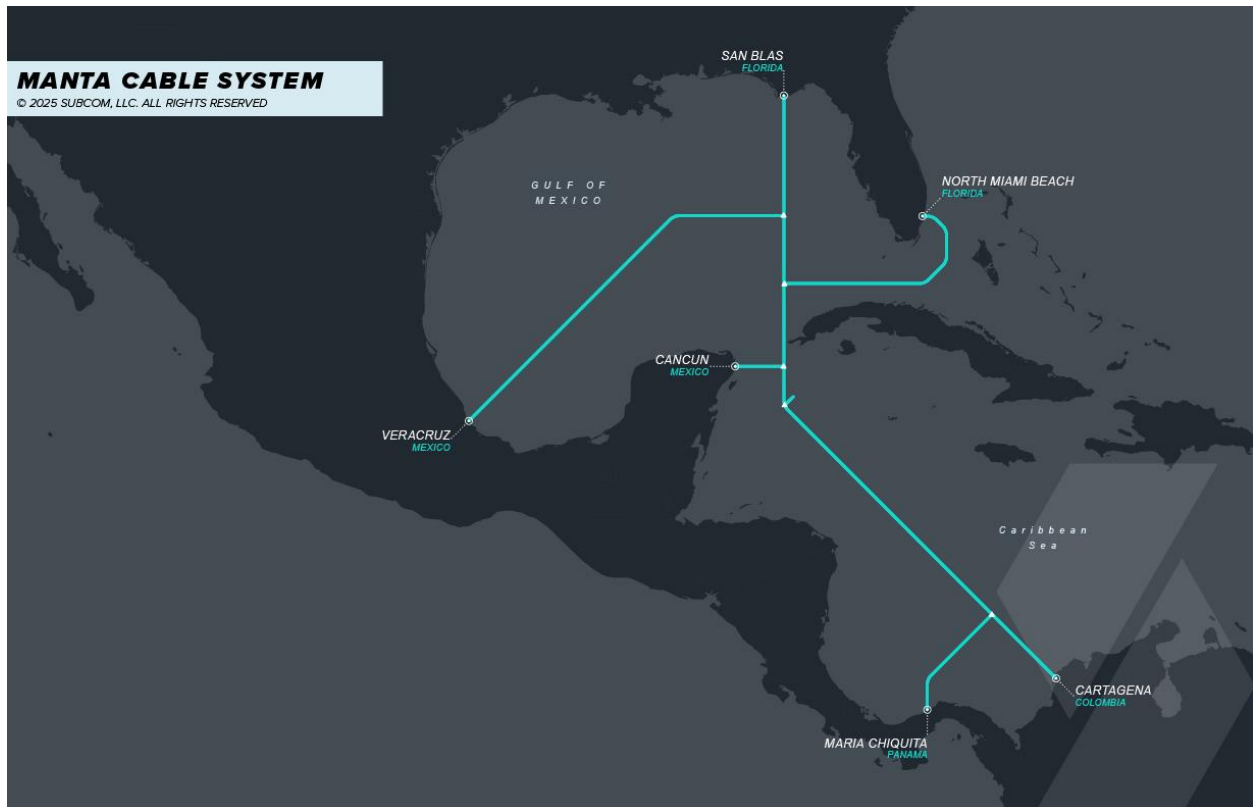 MANTA CABLE SYSTEM
© 2025 SUBCOM, LLC. ALL RIGHTS RESERVED
SAN BLAS
FLORIDA
GULF OF
MEXICO
NORTH MIAMI BEACH
FLORIDA
CANCUN
MEXICO
VERACRUZ
MEXICO
Caribbean
Sea
CARTAGENA
COLOMBIA
MARIA CHIQUITA
PANAMA